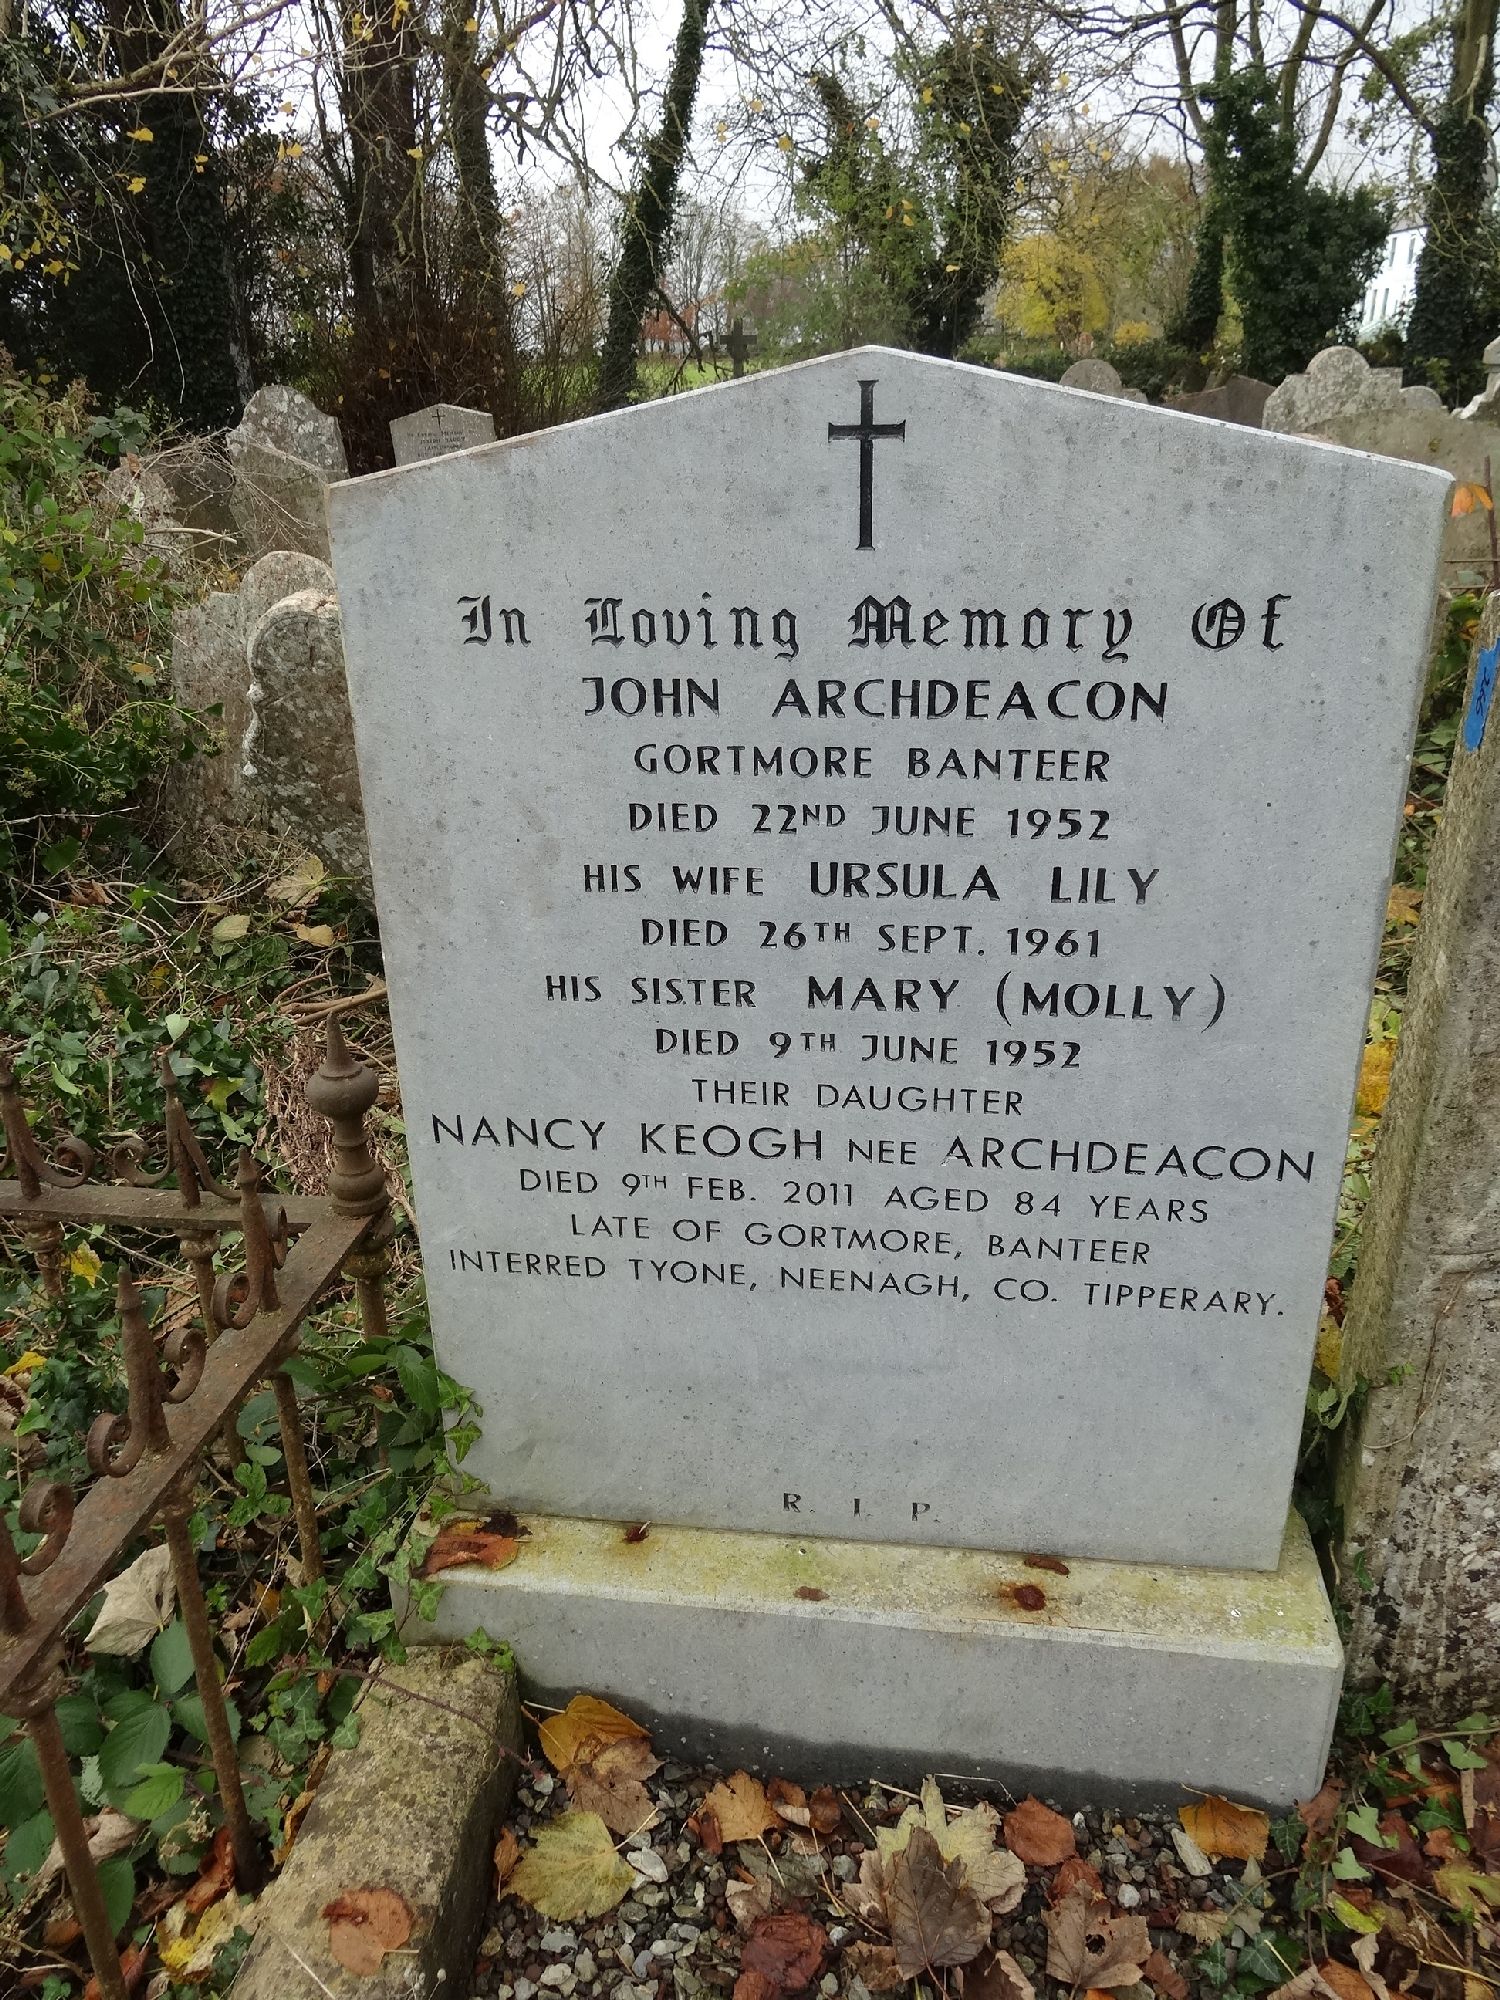 In Loving Memory Of
JOHN ARCHDEACON
GORTMORE BANTEER
DIED 22ND JUNE 1952
HIS WIFE URSULA LILY
DIED 26TH SEPT. 1961
HIS SISTER MARY (MOLLY)
DIED 9TH JUNE 1952
THEIR DAUGHTER
NANCY KEOGH NEE ARCHDEACON
DIED 9TH FEB. 2011 AGED 84 YEARS
LATE OF GORTMORE, BANTEER
INTERRED TYONE, NEENAGH, CO. TIPPERARY.
R. I. P.